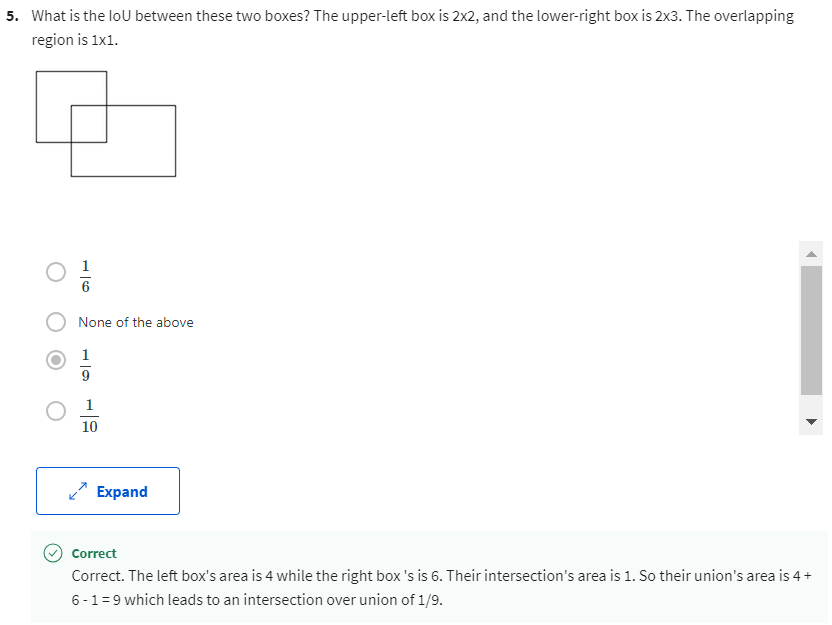 5. What is the IoU between these two boxes? The upper-left box is 2x2, and the lower-right box is 2x3. The overlapping
region is 1x1.
1
6
None of the above
1
9
1
10
Expand
Correct
Correct. The left box's area is 4 while the right box 's is 6. Their intersection's area is 1. So their union's area is 4 +
6 - 1 = 9 which leads to an intersection over union of 1/9.